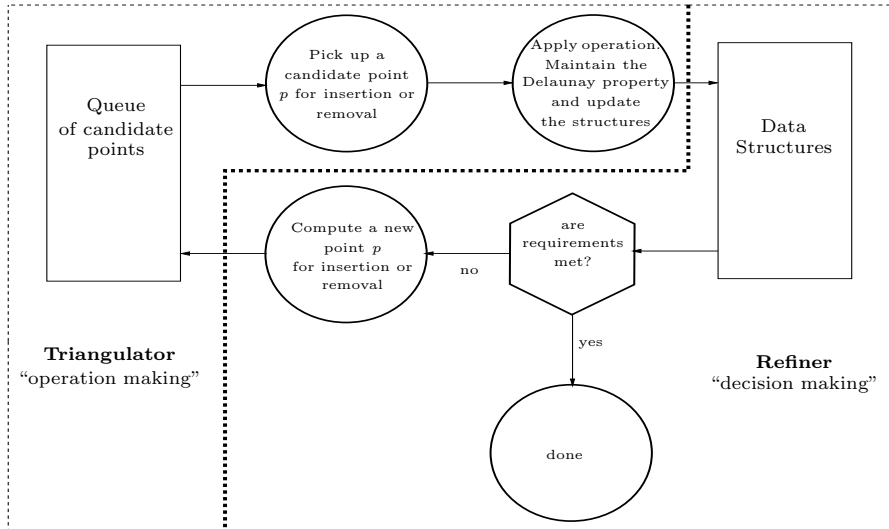 Pick up a
candidate point
p for insertion or
removal
Apply operation.
Maintain the
Delaunay property
and update
the structures
Queue
of candidate
points
Data
Structures
Compute a new
point p
for insertion or
removal
are
requirements
met?
no
yes
Triangulator
“operation making”
Refiner
“decision making”
done